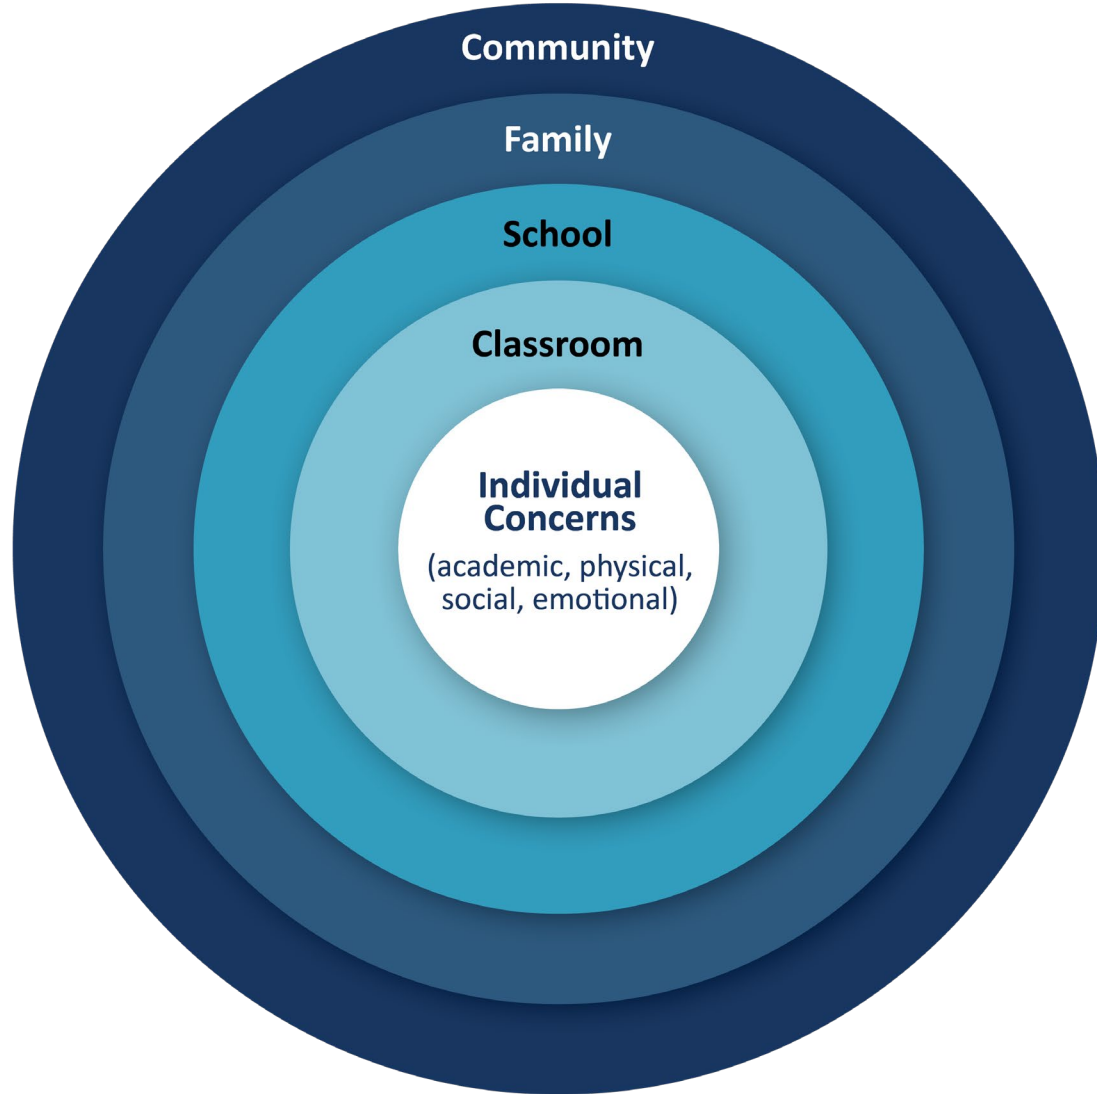 Community
Family
School
Classroom
Individual
Concerns
(academic, physical,
social, emotional)